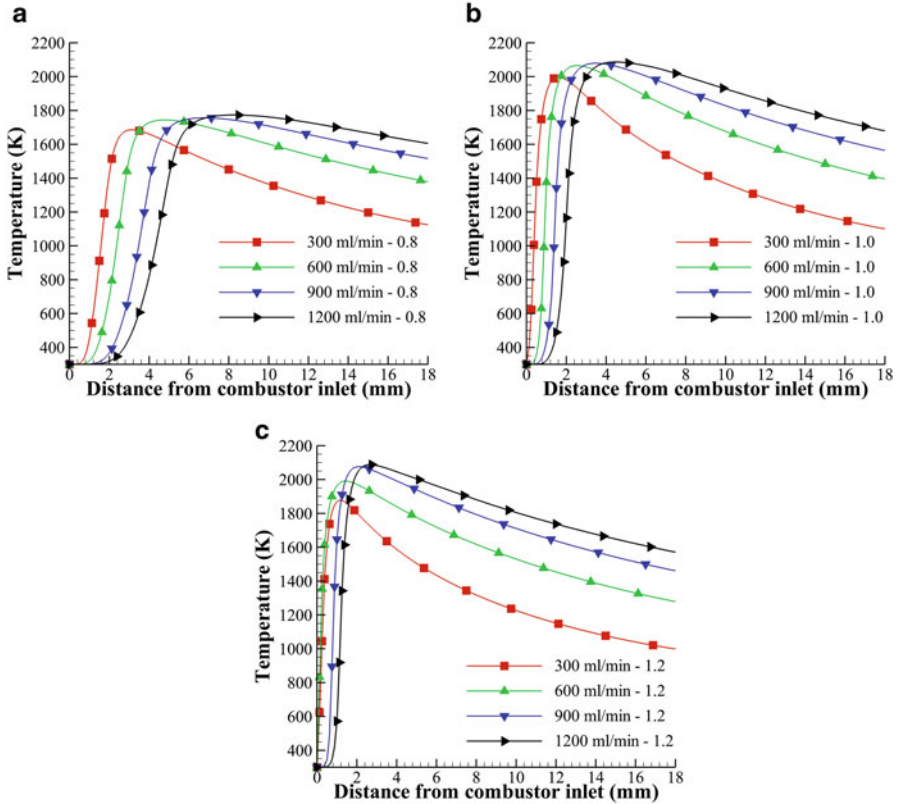 a
2200
2000
1800
1600
1400
1200
1000
800
600
400
Temperature (K)
300 ml/min - 0.8
600 ml/min - 0.8
900 ml/min - 0.8
1200 ml/min - 0.8
0 2 4 6 8 10 12 14 16 18
Distance from combustor inlet (mm)
b
2200
2000
1800
1600
1400
1200
1000
800
600
400
Temperature (K)
300 ml/min - 1.0
600 ml/min - 1.0
900 ml/min - 1.0
1200 ml/min - 1.0
0 2 4 6 8 10 12 14 16 18
Distance from combustor inlet (mm)
c
2200
2000
1800
1600
1400
1200
1000
800
600
400
Temperature (K)
300 ml/min - 1.2
600 ml/min - 1.2
900 ml/min - 1.2
1200 ml/min - 1.2
0 2 4 6 8 10 12 14 16 18
Distance from combustor inlet (mm)